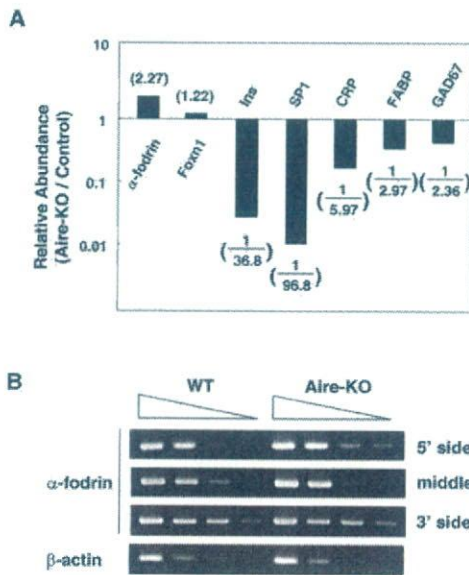 A
Relative Abundance
(Aire-KO / Control)
10
1
0.1
0.01
(2.27)
(1.22)
α-fodrin
Foxn1
Ins
SP1
CRP
FABP
GAD67
(1/36.8)
(1/96.8)
(1/5.97)
(1/2.97)
(1/2.36)
B
WT Aire-KO
α-fodrin
5' side
middle
3' side
β-actin